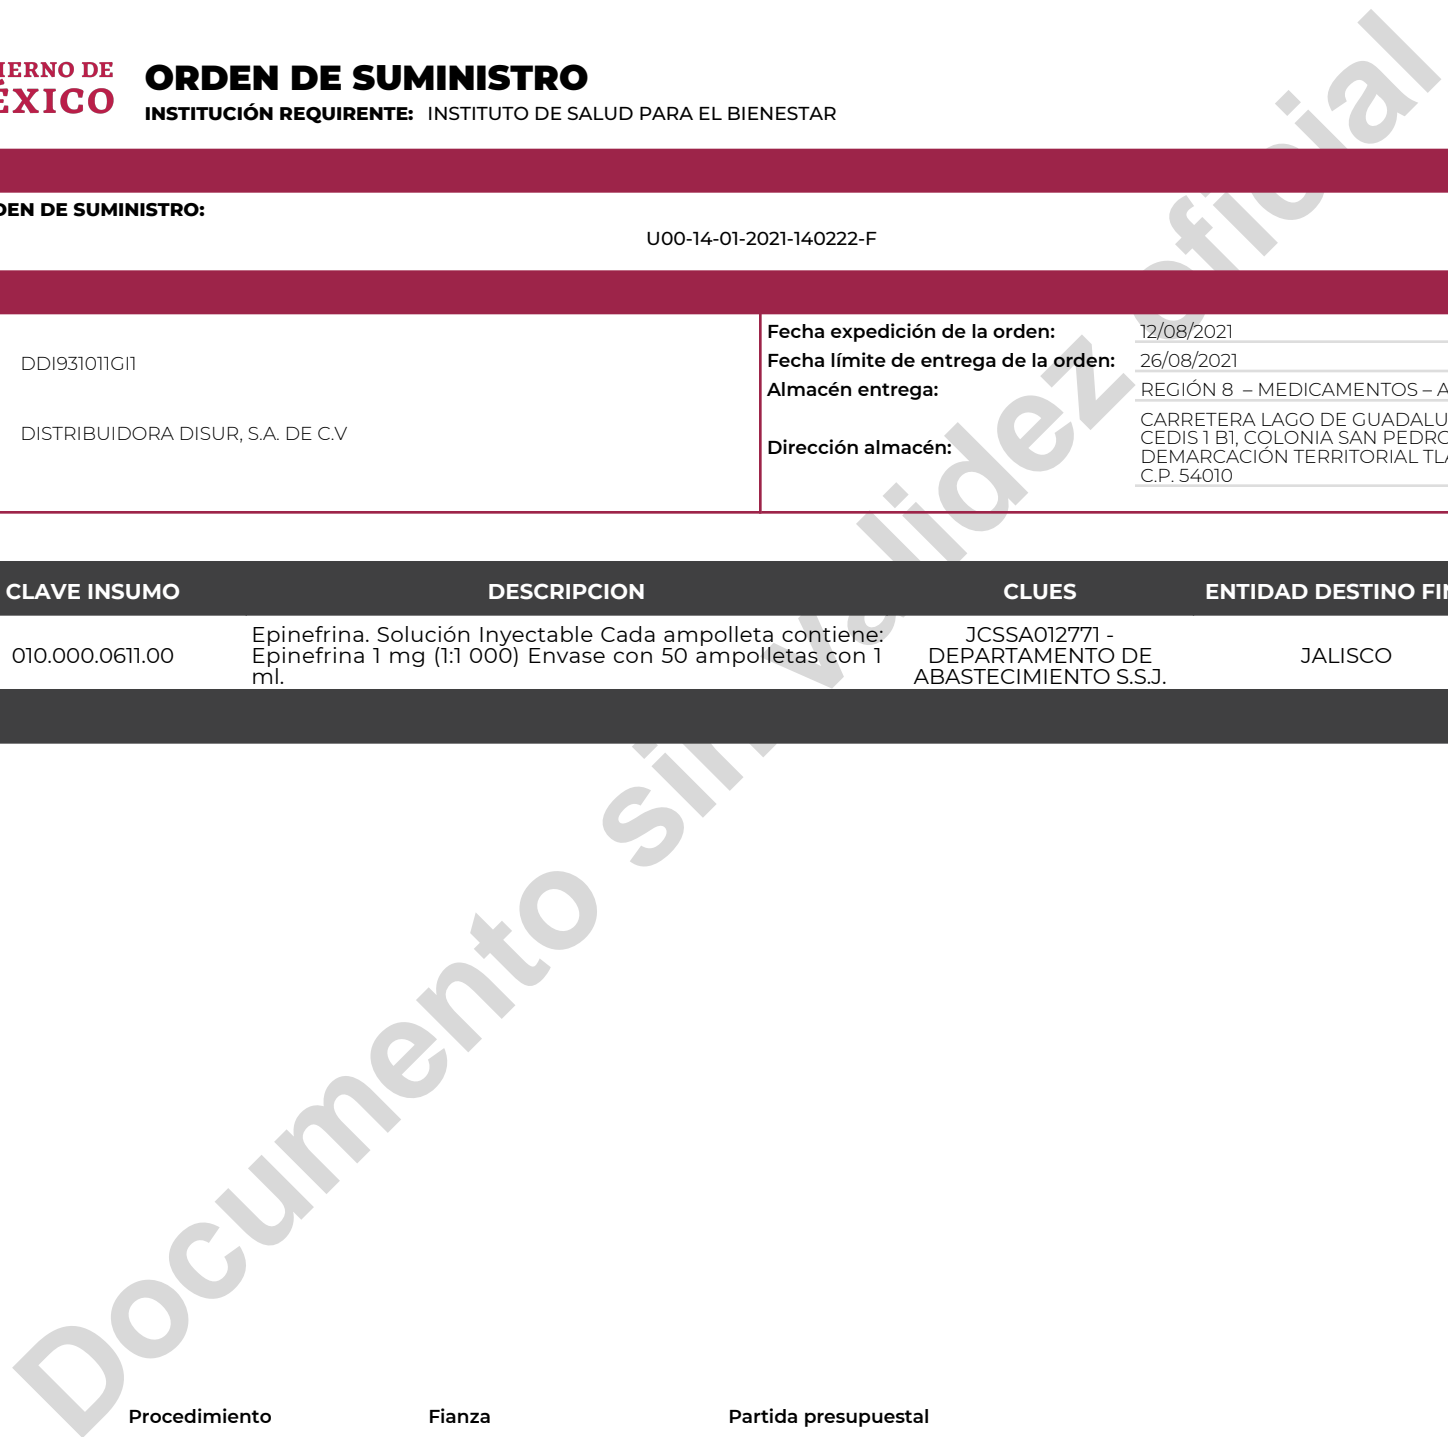 IERNO DE
ÉXICO
ORDEN DE SUMINISTRO
INSTITUCIÓN REQUIRENTE: INSTITUTO DE SALUD PARA EL BIENESTAR
DEN DE SUMINISTRO:
U00-14-01-2021-140222-F
DDI931011GI1
DISTRIBUIDORA DISUR, S.A. DE C.V
Fecha expedición de la orden: 12/08/2021
Fecha límite de entrega de la orden: 26/08/2021
Almacén entrega: REGIÓN 8 – MEDICAMENTOS – A
Dirección almacén:
CARRETERA LAGO DE GUADALU
CEDIS 1 B1, COLONIA SAN PEDRO
DEMARCACIÓN TERRITORIAL TLA
C.P. 54010
CLAVE INSUMO DESCRIPCION CLUES ENTIDAD DESTINO FIN
010.000.0611.00
Epinefrina. Solución Inyectable Cada ampolleta contiene:
Epinefrina 1 mg (1:1 000) Envase con 50 ampolletas con 1
ml.
JCSSA012771 -
DEPARTAMENTO DE
ABASTECIMIENTO S.S.J.
JALISCO
Documento sin validez oficial
Procedimiento Fianza Partida presupuestal